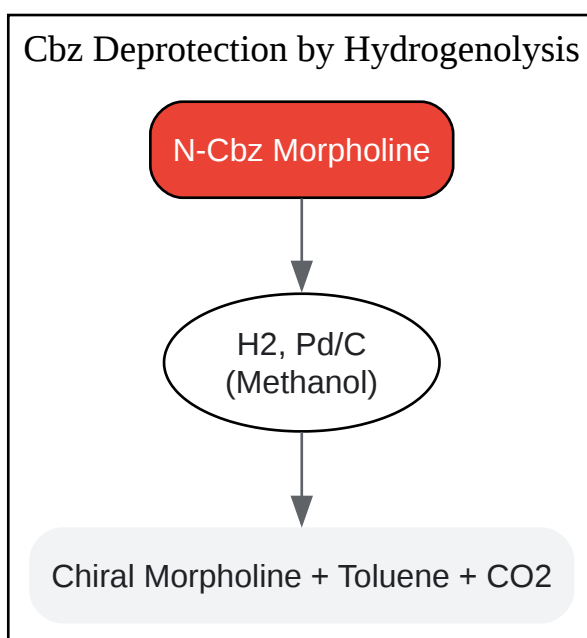 Cbz Deprotection by Hydrogenolysis
N-Cbz Morpholine
H2, Pd/C
(Methanol)
Chiral Morpholine + Toluene + CO2